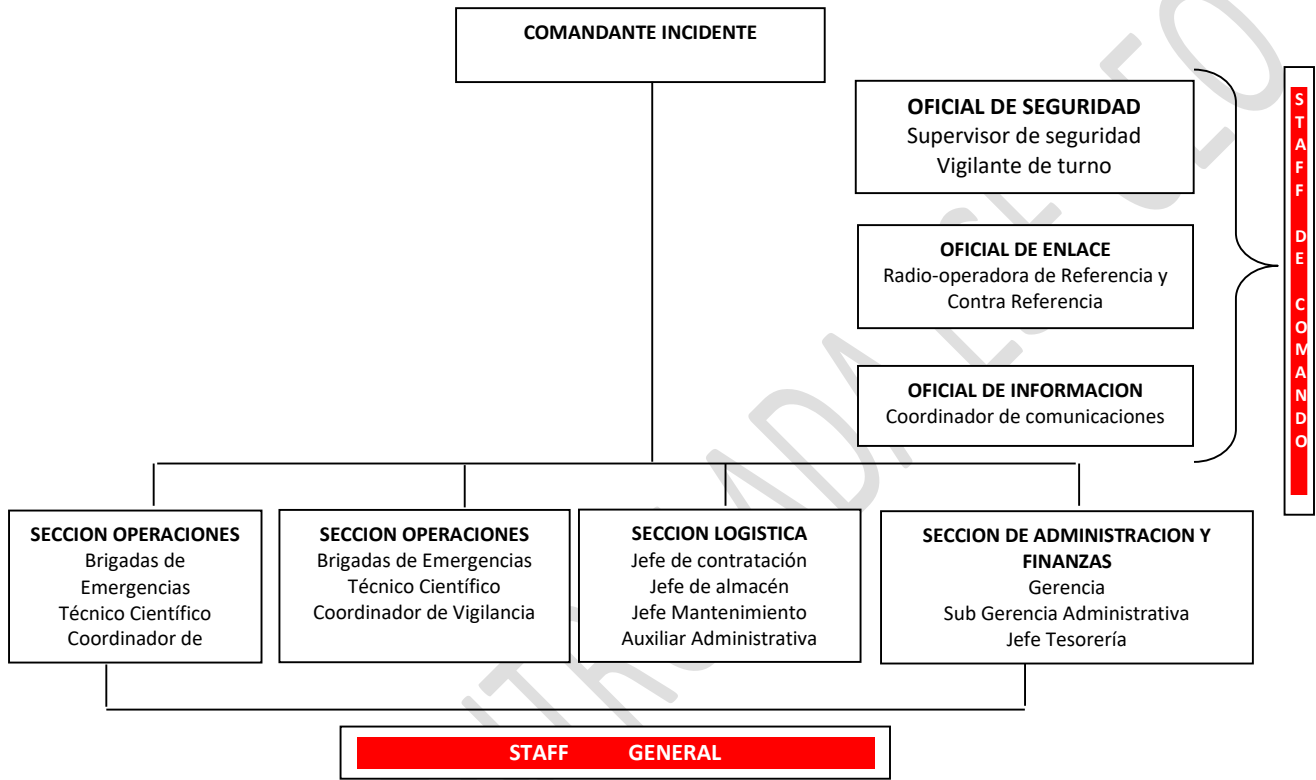 COMANDANTE INCIDENTE
OFICIAL DE SEGURIDAD
Supervisor de seguridad
Vigilante de turno
OFICIAL DE ENLACE
Radio-operadora de Referencia y
Contra Referencia
OFICIAL DE INFORMACION
Coordinador de comunicaciones
STAFF DE COMANDO
SECCION OPERACIONES
Brigadas de
Emergencias
Técnico Científico
Coordinador de
SECCION OPERACIONES
Brigadas de Emergencias
Técnico Científico
Coordinador de Vigilancia
SECCION LOGISTICA
Jefe de contratación
Jefe de almacén
Jefe Mantenimiento
Auxiliar Administrativa
SECCION DE ADMINISTRACION Y
FINANZAS
Gerencia
Sub Gerencia Administrativa
Jefe Tesorería
STAFF GENERAL